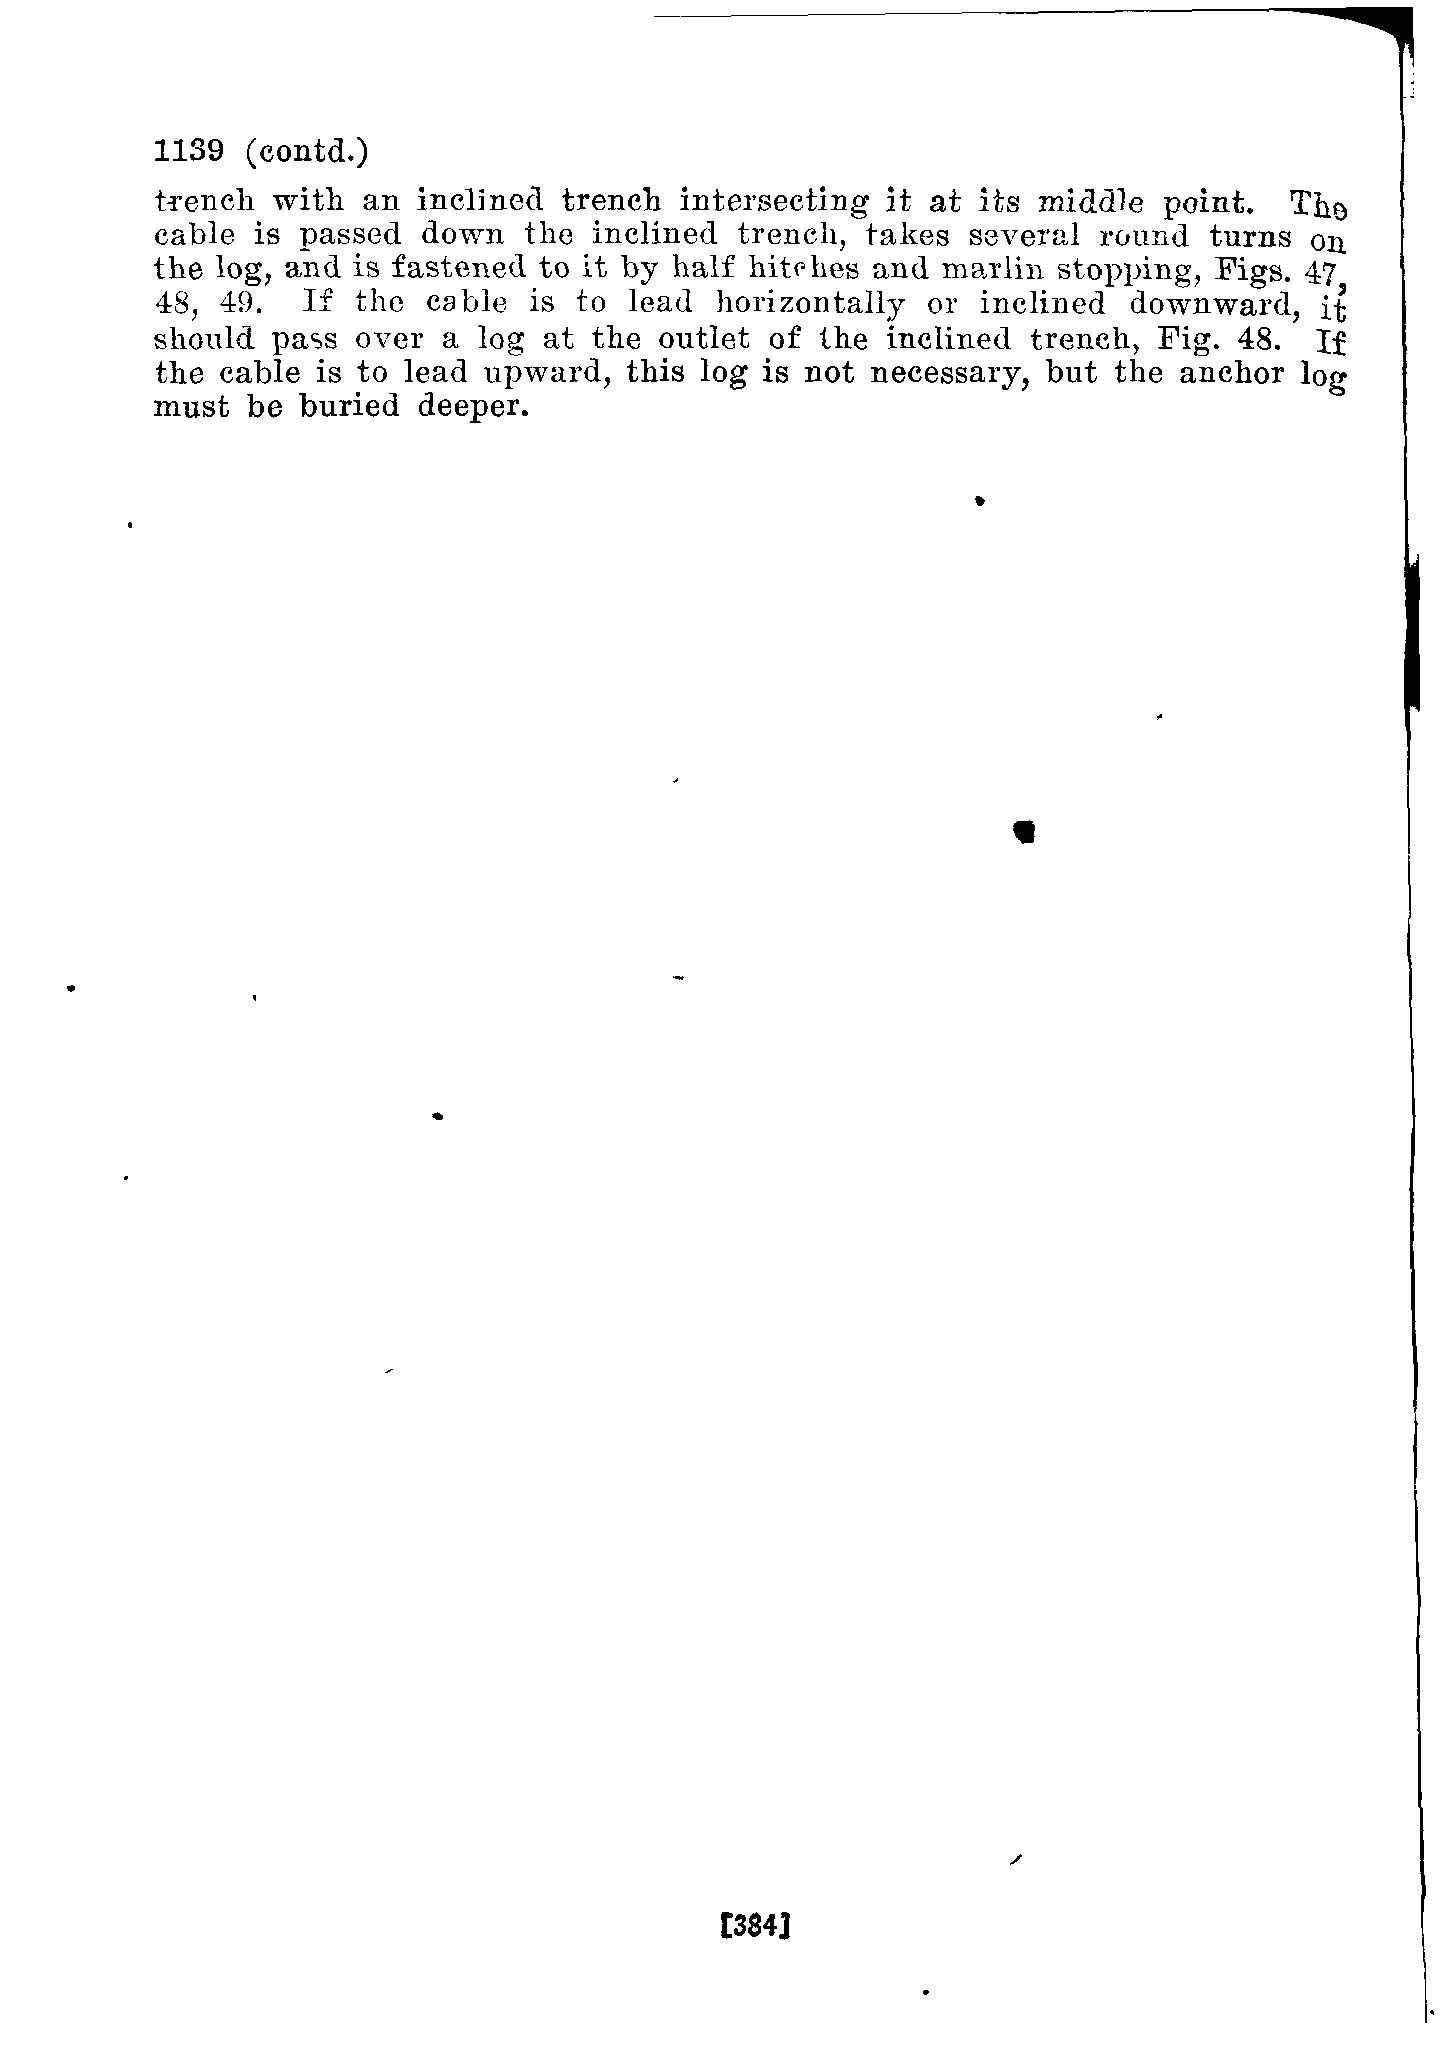 1139 (contd.)
trench with an inclined trench intersecting it at its middle point. The
cable is passed down the inclined trench, takes several round turns on
the log, and is fastened to it by half hitches and marlin stopping, Figs. 47,
48, 49. If the cable is to lead horizontally or inclined downward, it
should pass over a log at the outlet of the inclined trench, Fig. 48. If
the cable is to lead upward, this log is not necessary, but the anchor log
must be buried deeper.
[384]